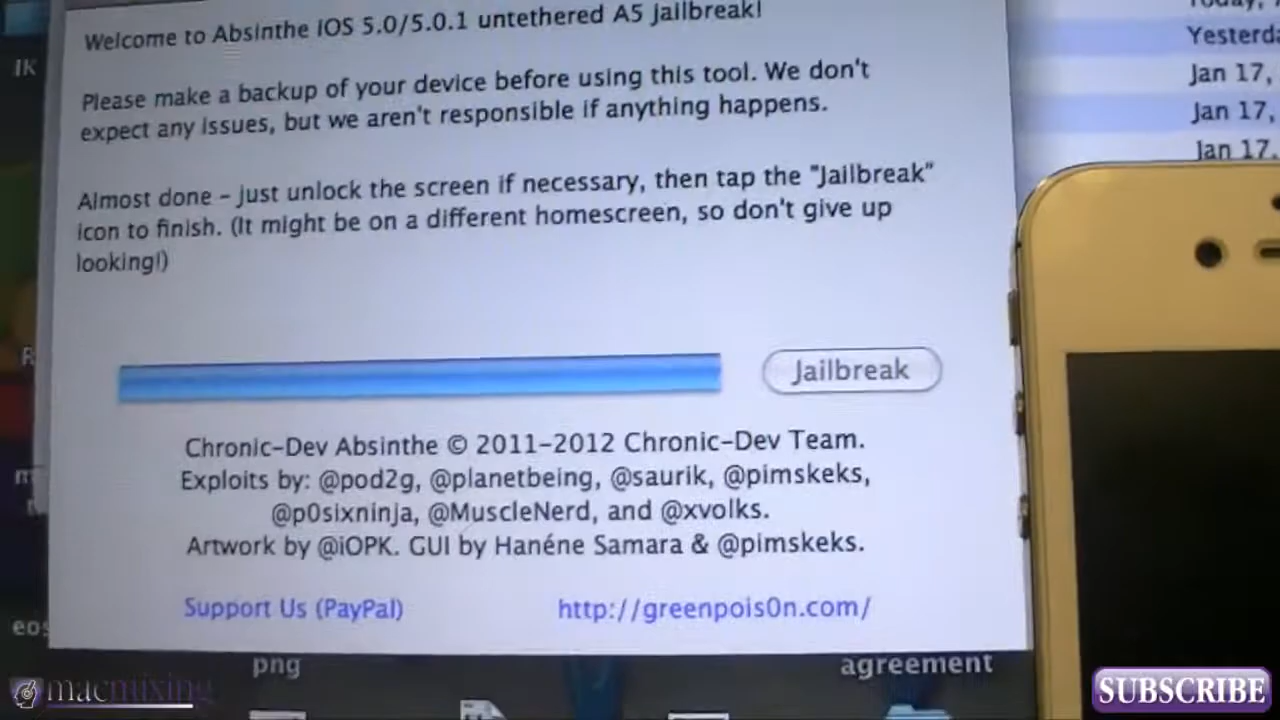 Welcome to Absinthe iOS 5.0/5.0.1 untethered A5 jailbreak!
Please make a backup of your device before using this tool. We don't
expect any issues, but we aren't responsible if anything happens.
Almost done - just unlock the screen if necessary, then tap the "Jailbreak"
icon to finish. (It might be on a different homescreen, so don't give up
looking!)
Jailbreak
Chronic-Dev Absinthe © 2011-2012 Chronic-Dev Team.
Exploits by: @pod2g, @planetbeing, @saurik, @pimskeks,
@p0sixninja, @MuscleNerd, and @xvolks.
Artwork by @iOPK. GUI by Hanéne Samara & @pimskeks.
Support Us (PayPal)
http://greenpois0n.com/
Jan 17,
Jan 17,
Jan 17,
IK
eos
png
agreement
macmixing
SUBSCRIBE